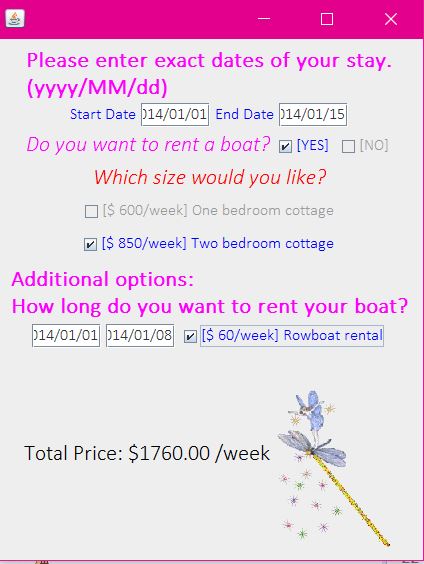 Please enter exact dates of your stay.
(yyyy/MM/dd)
Start Date 014/01/01 End Date 014/01/15
Do you want to rent a boat? [YES] [NO]
Which size would you like?
[$ 600/week] One bedroom cottage
[$ 850/week] Two bedroom cottage
Additional options:
How long do you want to rent your boat?
014/01/01 014/01/08 [$ 60/week] Rowboat rental
Total Price: $1760.00 /week